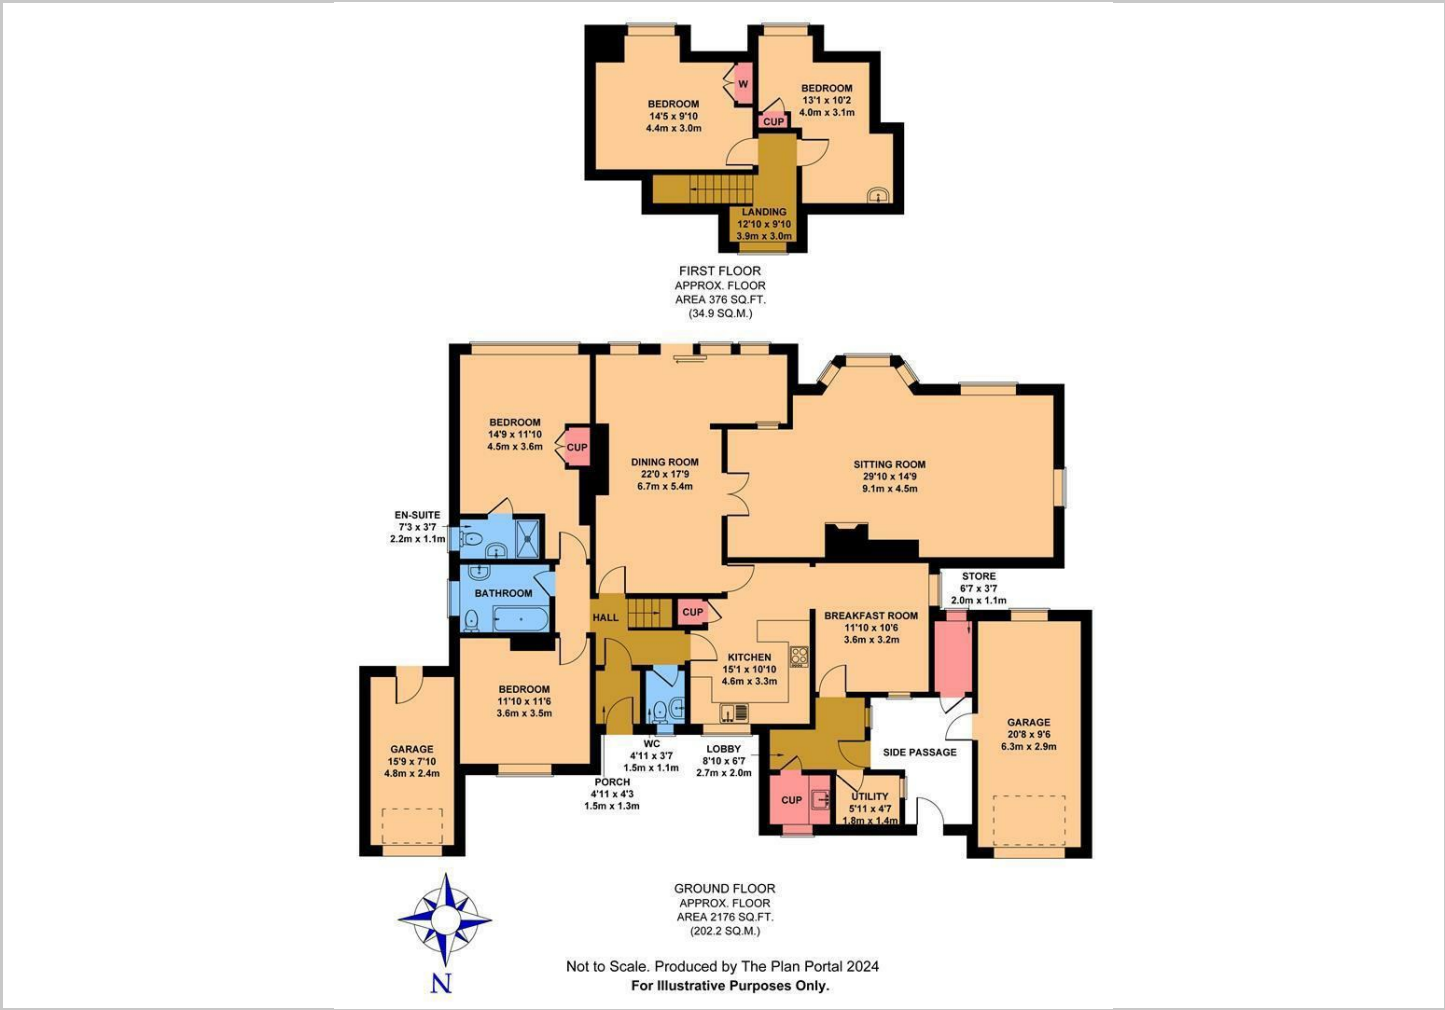 BEDROOM
14'5 x 9'10
4.4m x 3.0m
W
BEDROOM
13'1 x 10'2
4.0m x 3.1m
CUP
LANDING
12'10 x 9'10
3.9m x 3.0m
FIRST FLOOR
APPROX. FLOOR
AREA 376 SQ.FT.
(34.9 SQ.M.)
BEDROOM
14'9 x 11'10
4.5m x 3.6m
CUP
DINING ROOM
22'0 x 17'9
6.7m x 5.4m
SITTING ROOM
29'10 x 14'9
9.1m x 4.5m
EN-SUITE
7'3 x 3'7
2.2m x 1.1m
BATHROOM
HALL
CUP
STORE
6'7 x 3'7
2.0m x 1.1m
BREAKFAST ROOM
11'10 x 10'6
3.6m x 3.2m
KITCHEN
15'1 x 10'10
4.6m x 3.3m
BEDROOM
11'10 x 11'6
3.6m x 3.5m
GARAGE
15'9 x 7'10
4.8m x 2.4m
WC
4'11 x 3'7
1.5m x 1.1m
PORCH
4'11 x 4'3
1.5m x 1.3m
LOBBY
8'10 x 6'7
2.7m x 2.0m
SIDE PASSAGE
GARAGE
20'8 x 9'6
6.3m x 2.9m
CUP
UTILITY
5'11 x 4'7
1.8m x 1.4m
GROUND FLOOR
APPROX. FLOOR
AREA 2176 SQ.FT.
(202.2 SQ.M.)
N
Not to Scale. Produced by The Plan Portal 2024
For Illustrative Purposes Only.